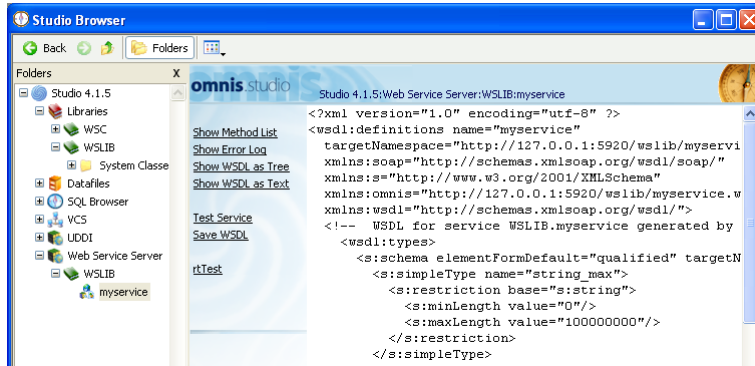 Studio Browser
Back
Folders
Folders X
Studio 4.1.5
Libraries
WSC
WSLIB
System Classe
Datafiles
SQL Browser
VCS
UDDI
Web Service Server
WSLIB
myservice
omnis studio
Studio 4.1.5:Web Service Server:WSLIB:myservice
Show Method List
Show Error Log
Show WSDL as Tree
Show WSDL as Text
Test Service
Save WSDL
rtTest
<?xml version="1.0" encoding="utf-8" ?>
<wsdl:definitions name="myservice"
targetNamespace="http://127.0.0.1:5920/wslib/myservi
xmlns:soap="http://schemas.xmlsoap.org/wsdl/soap/"
xmlns:s="http://www.w3.org/2001/XMLSchema"
xmlns:omnis="http://127.0.0.1:5920/wslib/myservice.w
xmlns:wsdl="http://schemas.xmlsoap.org/wsdl/">
<!-- WSDL for service WSLIB.myservice generated by
<wsdl:types>
<s:schema elementFormDefault="qualified" targetN
<s:simpleType name="string_max">
<s:restriction base="s:string">
<s:minLength value="0"/>
<s:maxLength value="100000000"/>
</s:restriction>
</s:simpleType>